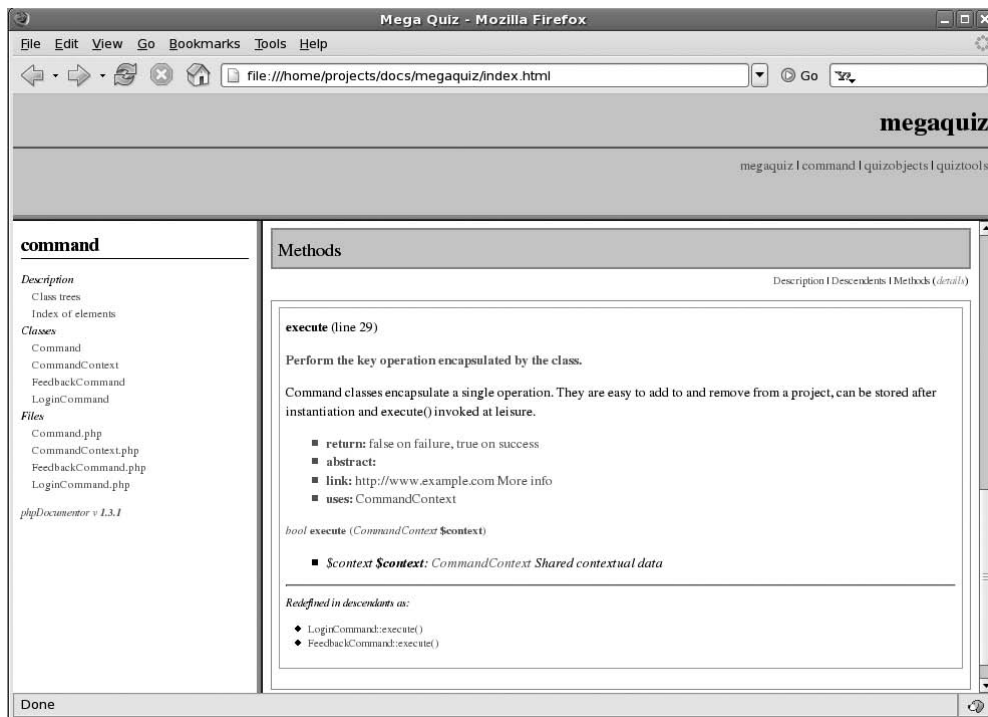 Mega Quiz - Mozilla Firefox
File Edit View Go Bookmarks Tools Help
file:///home/projects/docs/megaquiz/index.html
Go
megaquiz
megaquiz | command | quizobjects | quiztools
command
Description
Class trees
Index of elements
Classes
Command
CommandContext
FeedbackCommand
LoginCommand
Files
Command.php
CommandContext.php
FeedbackCommand.php
LoginCommand.php
phpDocumentor v 1.3.1
Methods
Description | Descendents | Methods (details)
execute (line 29)
Perform the key operation encapsulated by the class.
Command classes encapsulate a single operation. They are easy to add to and remove from a project, can be stored after
instantiation and execute() invoked at leisure.
return: false on failure, true on success
abstract:
link: http://www.example.com More info
uses: CommandContext
bool execute (CommandContext $context)
$context $context: CommandContext Shared contextual data
Redefined in descendants as:
LoginCommand::execute()
FeedbackCommand::execute()
Done